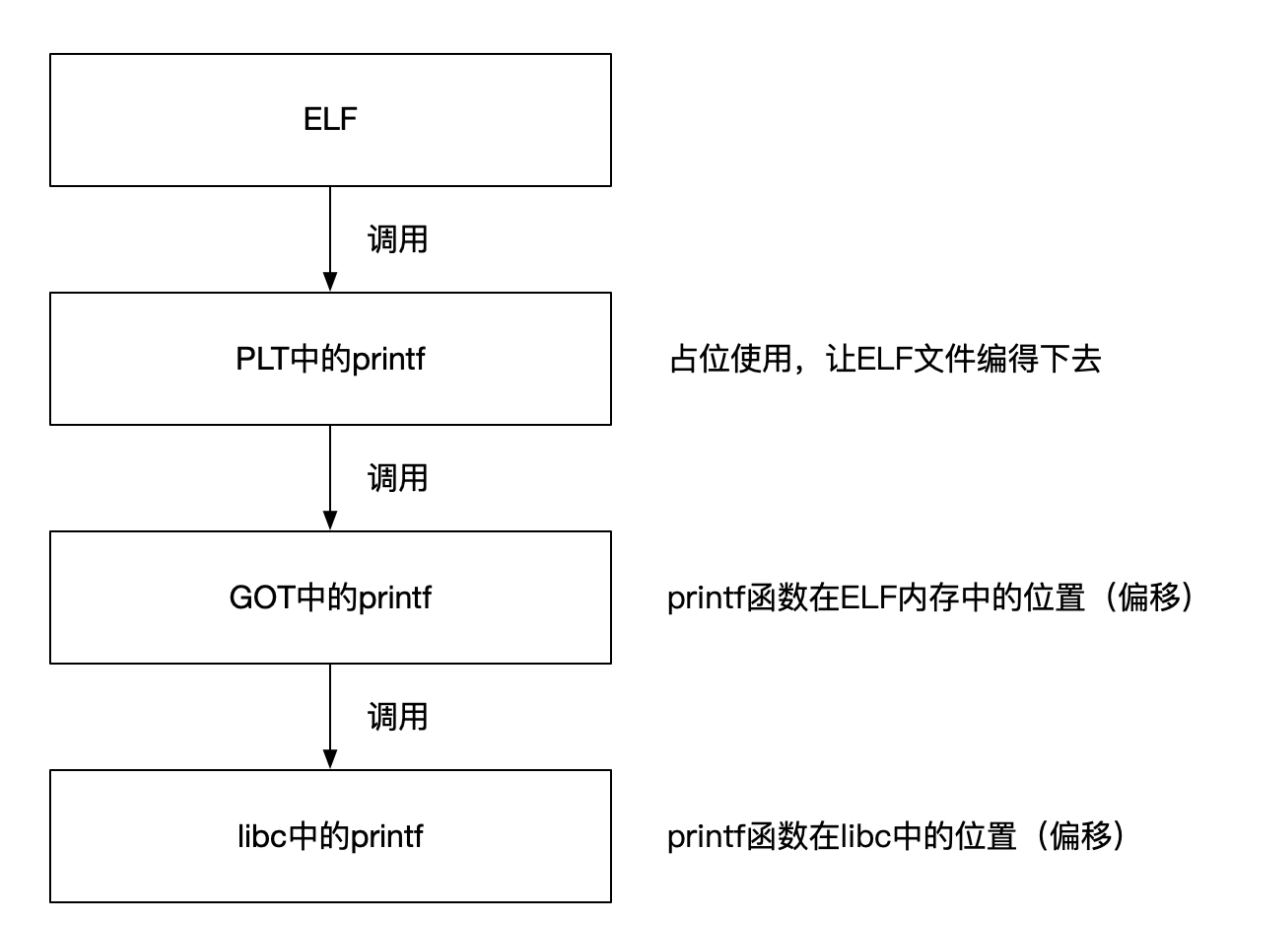 ELF
调用
PLT中的printf
占位使用，让ELF文件编得下去
调用
GOT中的printf
printf函数在ELF内存中的位置（偏移）
调用
libc中的printf
printf函数在libc中的位置（偏移）